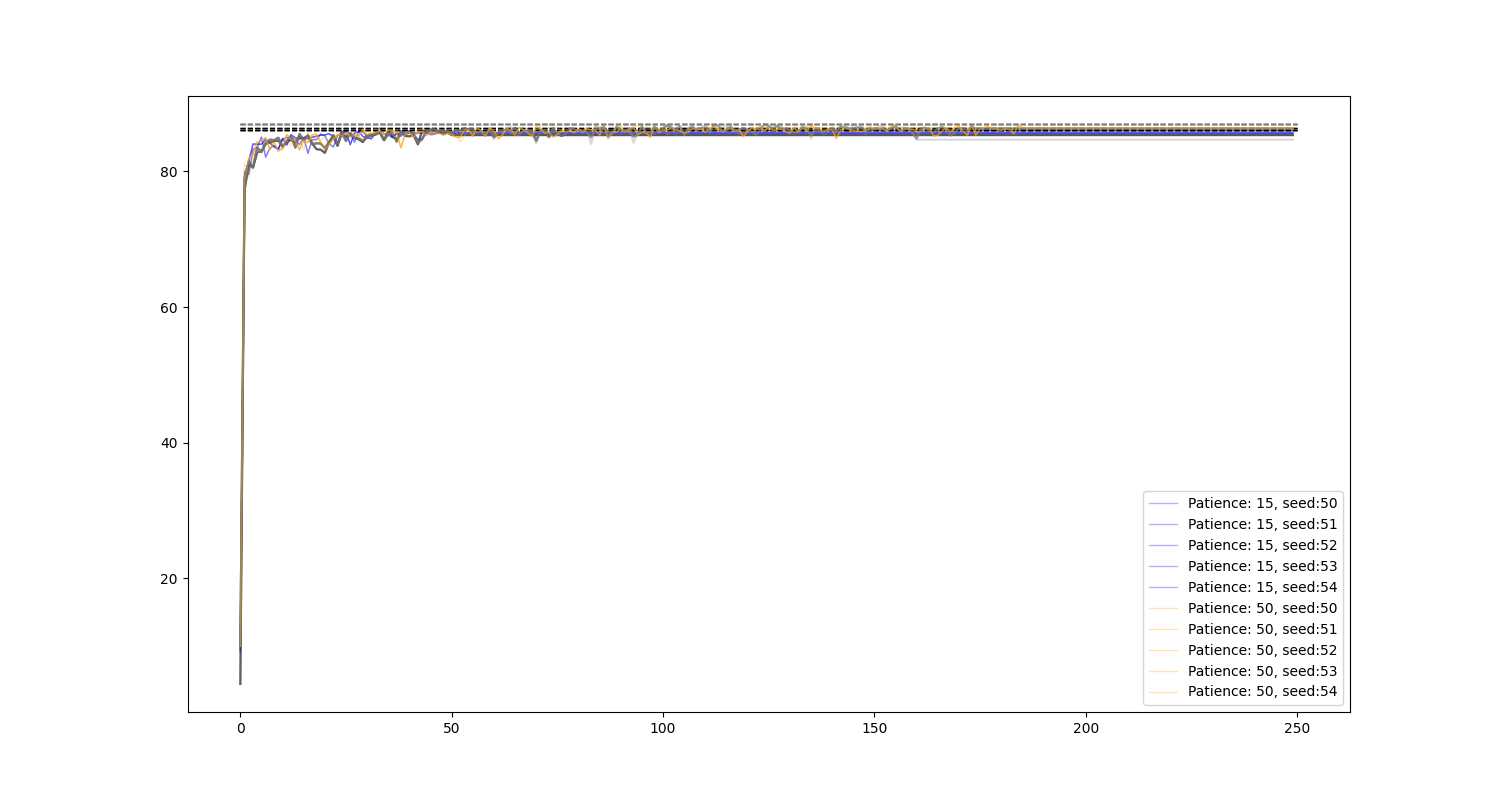 80
60
40
20
0
50
100
150
200
250
Patience: 15, seed:50
Patience: 15, seed:51
Patience: 15, seed:52
Patience: 15, seed:53
Patience: 15, seed:54
Patience: 50, seed:50
Patience: 50, seed:51
Patience: 50, seed:52
Patience: 50, seed:53
Patience: 50, seed:54